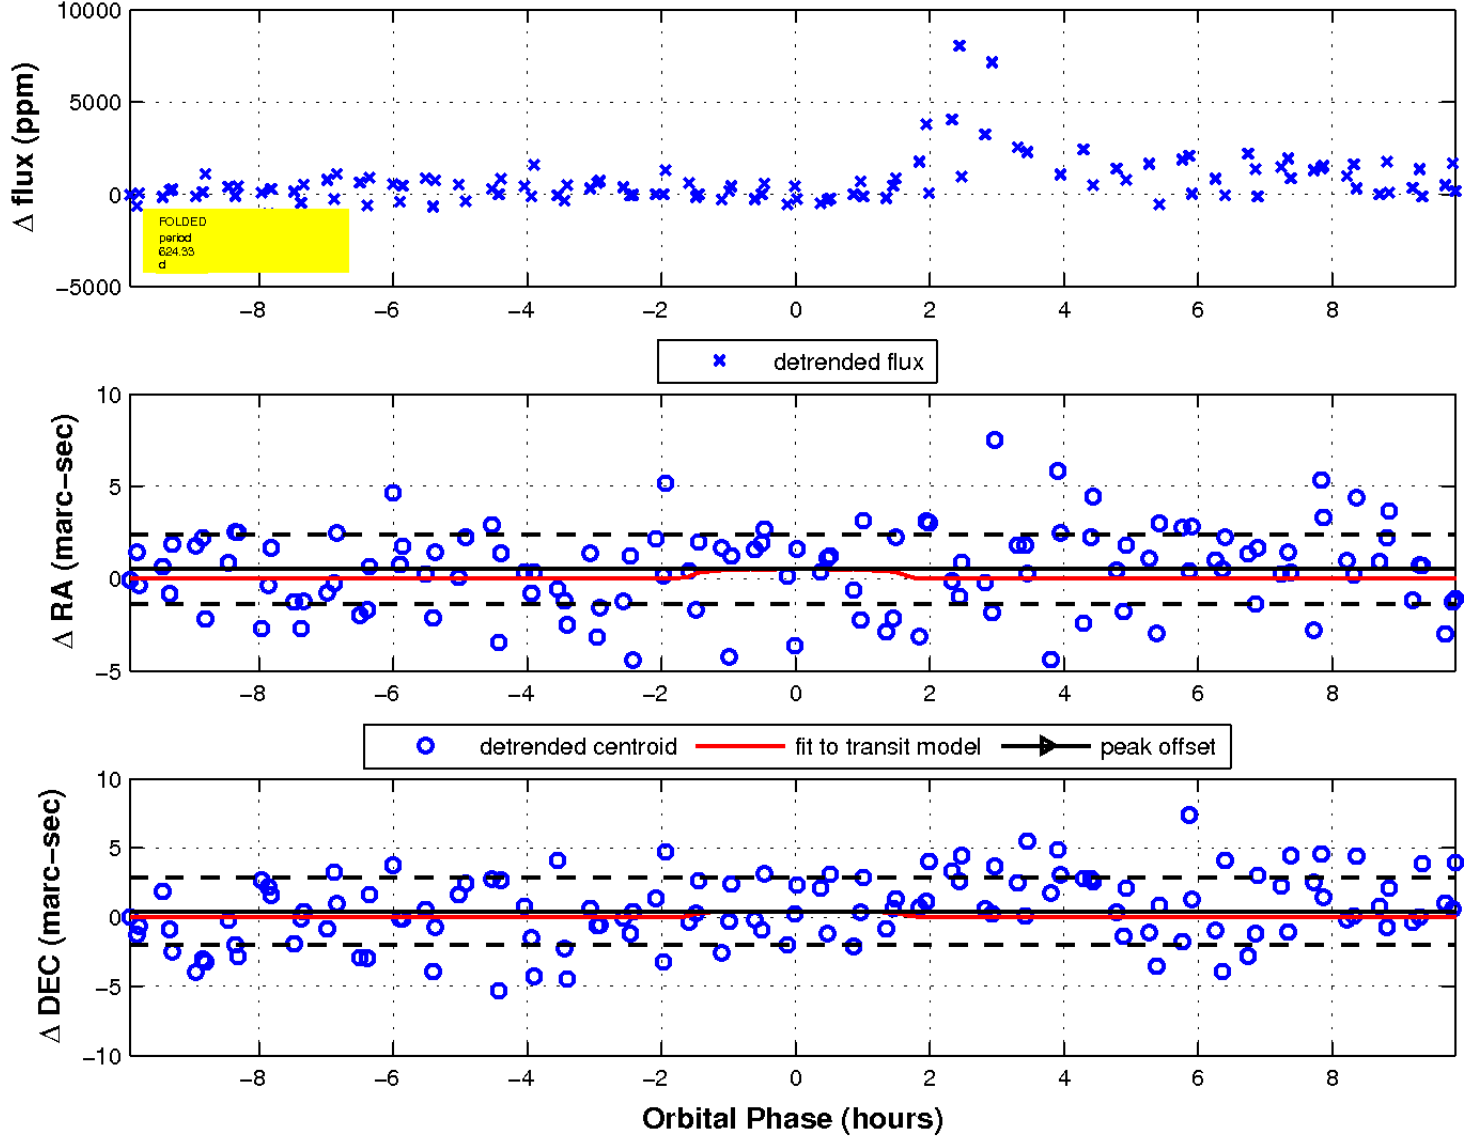 10000
5000
0
−5000
Δ flux (ppm)
FOLDED
period
624.33
d
−8 −6 −4 −2 0 2 4 6 8
detrended flux
10
5
0
−5
Δ RA (marc−sec)
−8 −6 −4 −2 0 2 4 6 8
detrended centroid fit to transit model peak offset
10
5
0
−5
−10
Δ DEC (marc−sec)
−8 −6 −4 −2 0 2 4 6 8
Orbital Phase (hours)